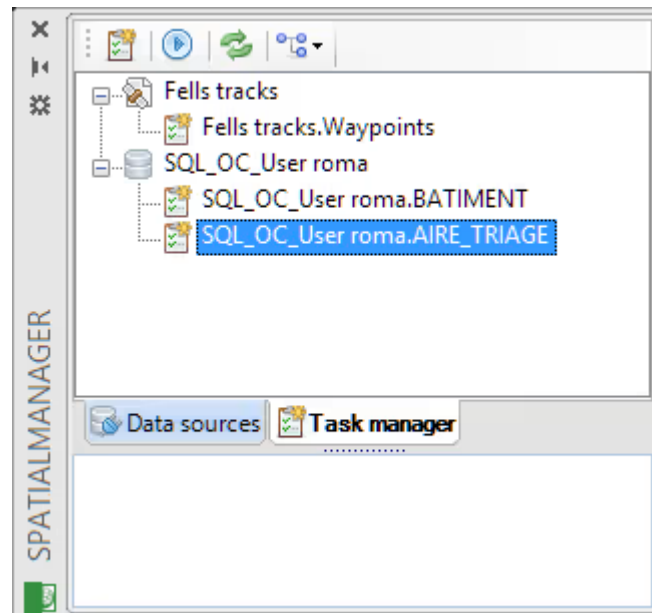 Fells tracks
Fells tracks.Waypoints
SQL_OC_User roma
SQL_OC_User roma.BATIMENT
SQL_OC_User roma.AIRE_TRIAGE
Data sources
Task manager
SPATIALMANAGER